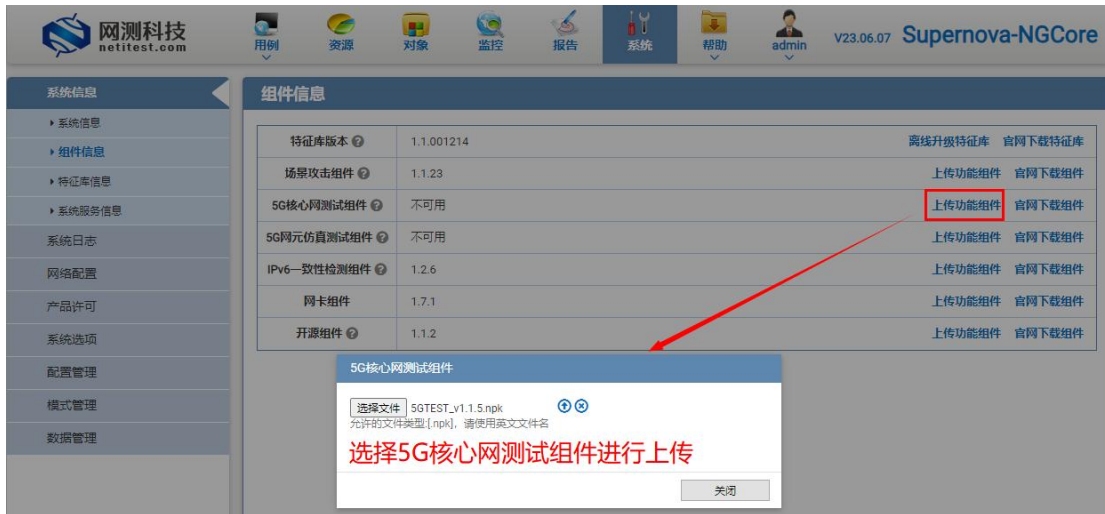 网测科技
netitest.com
用例
资源
对象
监控
报告
系统
帮助
admin
V23.06.07 Supernova-NGCore
系统信息
系统信息
组件信息
特征库信息
系统服务信息
系统日志
网络配置
产品许可
系统选项
配置管理
模式管理
数据管理
组件信息
特征库版本 1.1.001214 离线升级特征库 官网下载特征库
场景攻击组件 1.1.23 上传功能组件 官网下载组件
5G核心网测试组件 不可用 上传功能组件 官网下载组件
5G网元仿真测试组件 不可用 上传功能组件 官网下载组件
IPv6一致性检测组件 1.2.6 上传功能组件 官网下载组件
网卡组件 1.7.1 上传功能组件 官网下载组件
开源组件 1.1.2 上传功能组件 官网下载组件
5G核心网测试组件
选择文件 5GTEST_v1.1.5.npk
允许的文件类型:[.npk], 请使用英文文件名
选择5G核心网测试组件进行上传
关闭